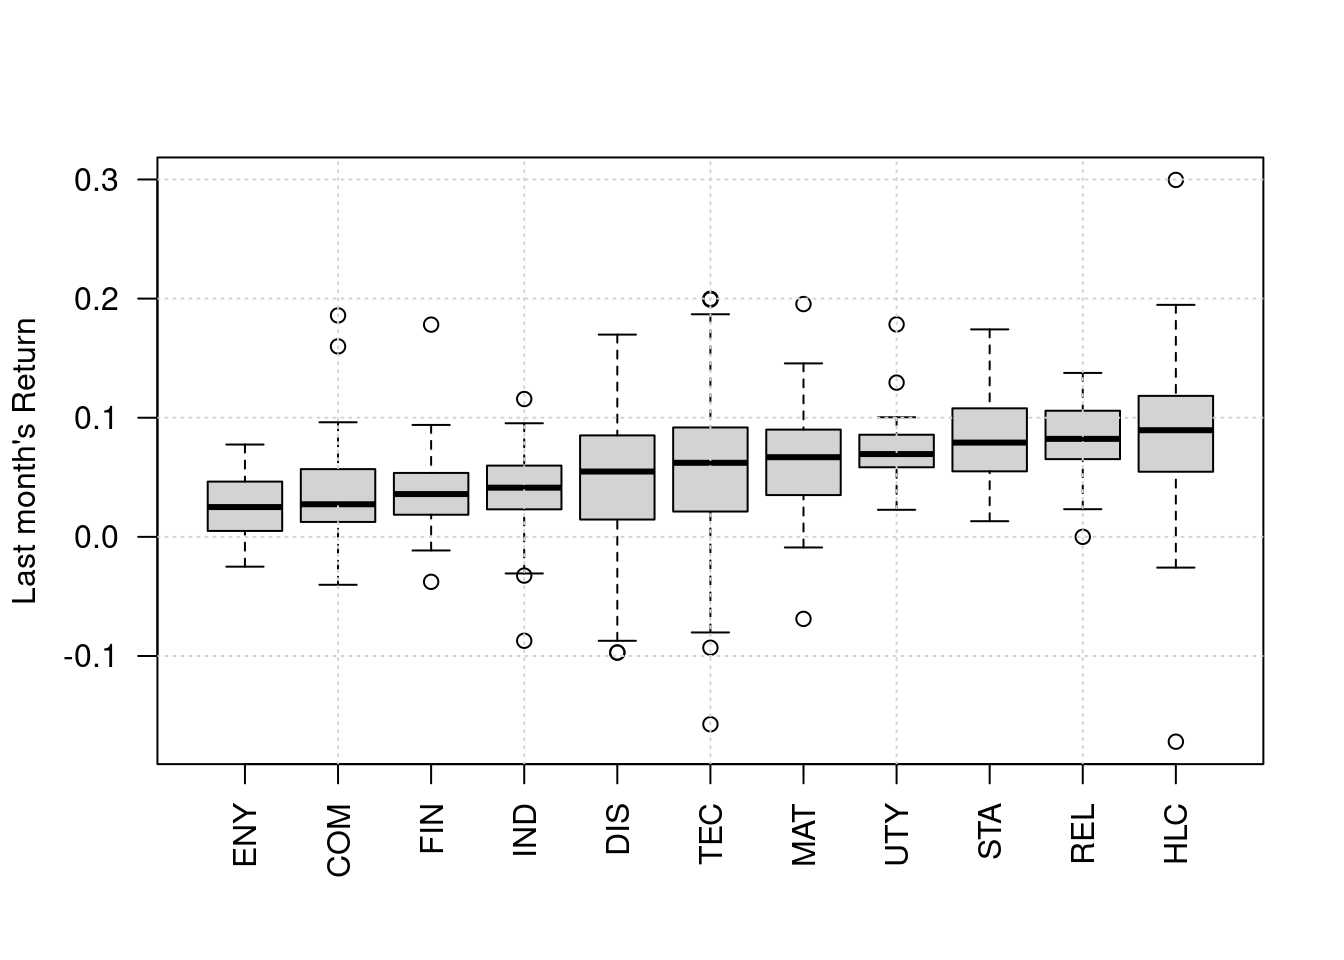 Last month's Return
0.3
0.2
0.1
0.0
-0.1
ENY
COM
FIN
IND
DIS
TEC
MAT
UTY
STA
REL
HLC